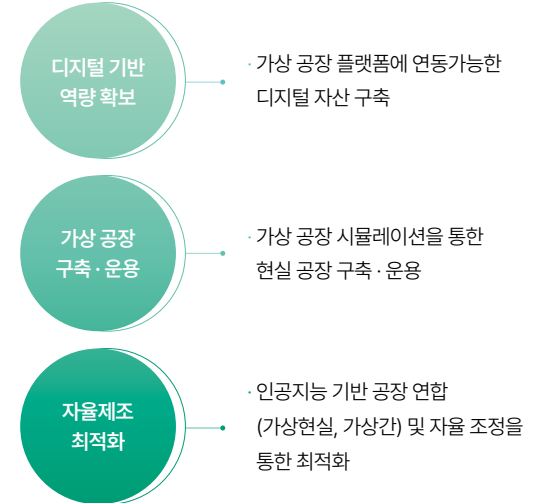 디지털 기반
역량 확보
· 가상 공장 플랫폼에 연동가능한
디지털 자산 구축
가상 공장
구축 · 운용
· 가상 공장 시뮬레이션을 통한
현실 공장 구축 · 운용
자율제조
최적화
· 인공지능 기반 공장 연합
(가상현실, 가상간) 및 자율 조정을
통한 최적화